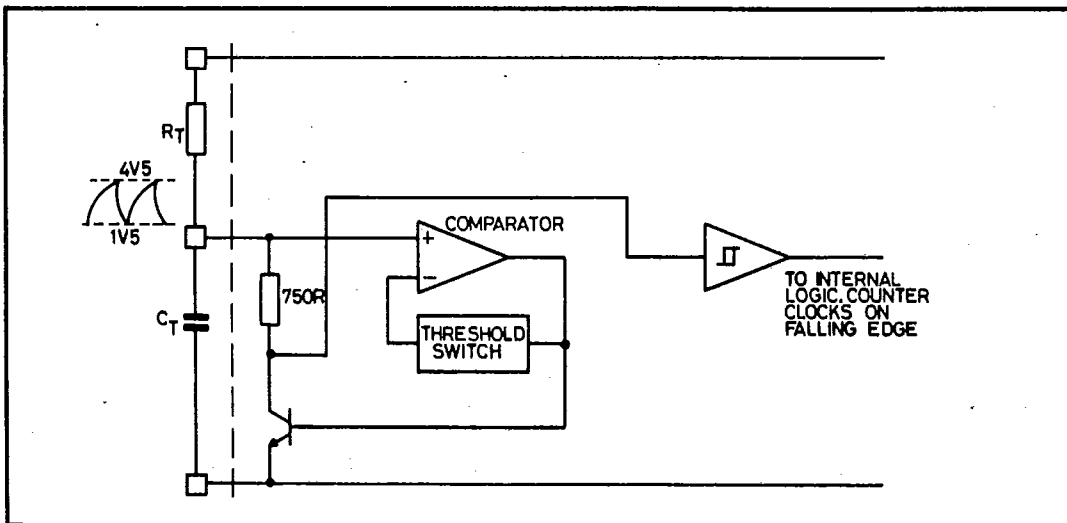 RT
4V5
1V5
COMPARATOR
+
−
750R
THRESHOLD
SWITCH
CT
TO INTERNAL
LOGIC.COUNTER
CLOCKS ON
FALLING EDGE